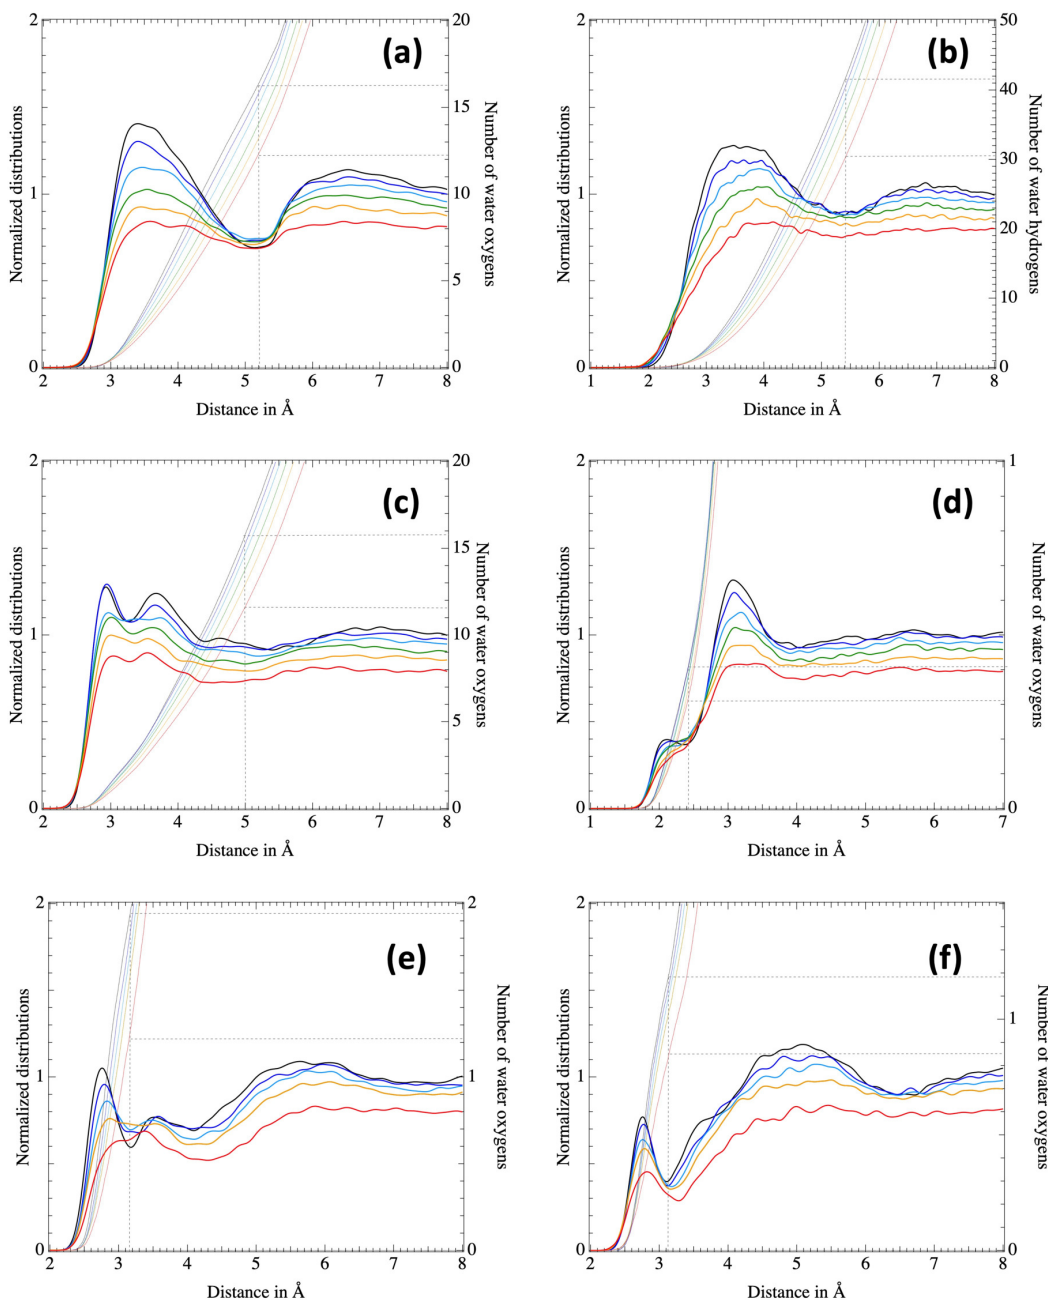 (a)
Normalized distributions
2
1
0
20
15
10
5
0
Number of water oxygens
2 3 4 5 6 7 8
Distance in Å
(b)
Normalized distributions
2
1
0
50
40
30
20
10
0
Number of water hydrogens
1 2 3 4 5 6 7 8
Distance in Å
(c)
Normalized distributions
2
1
0
20
15
10
5
0
Number of water oxygens
2 3 4 5 6 7 8
Distance in Å
(d)
Normalized distributions
2
1
0
1
0
Number of water oxygens
1 2 3 4 5 6 7
Distance in Å
(e)
Normalized distributions
2
1
0
2
1
0
Number of water oxygens
2 3 4 5 6 7 8
Distance in Å
(f)
Normalized distributions
2
1
0
1
0
Number of water oxygens
2 3 4 5 6 7 8
Distance in Å